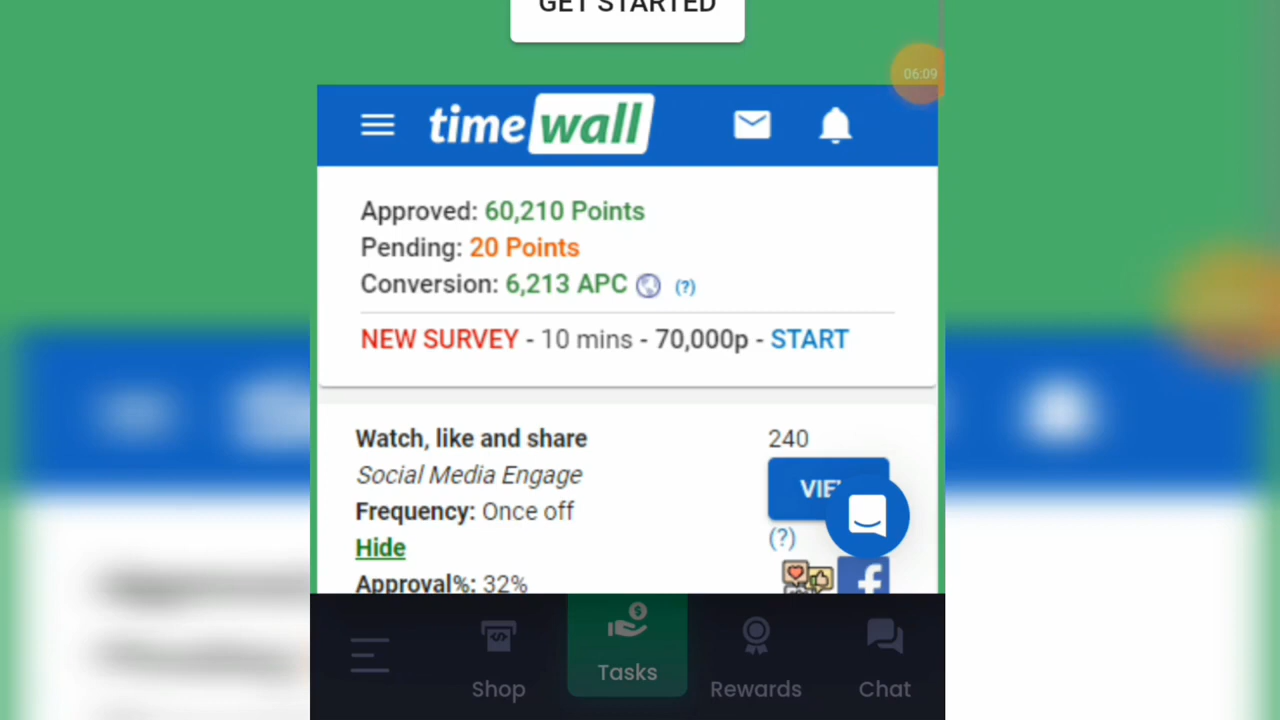 GET STARTED
06:09
timewall
Approved: 60,210 Points
Pending: 20 Points
Conversion: 6,213 APC (?)
NEW SURVEY - 10 mins - 70,000p - START
Watch, like and share
240
Social Media Engage
Frequency: Once off
(?)
Hide
Approval%: 32%
Shop
Tasks
Rewards
Chat